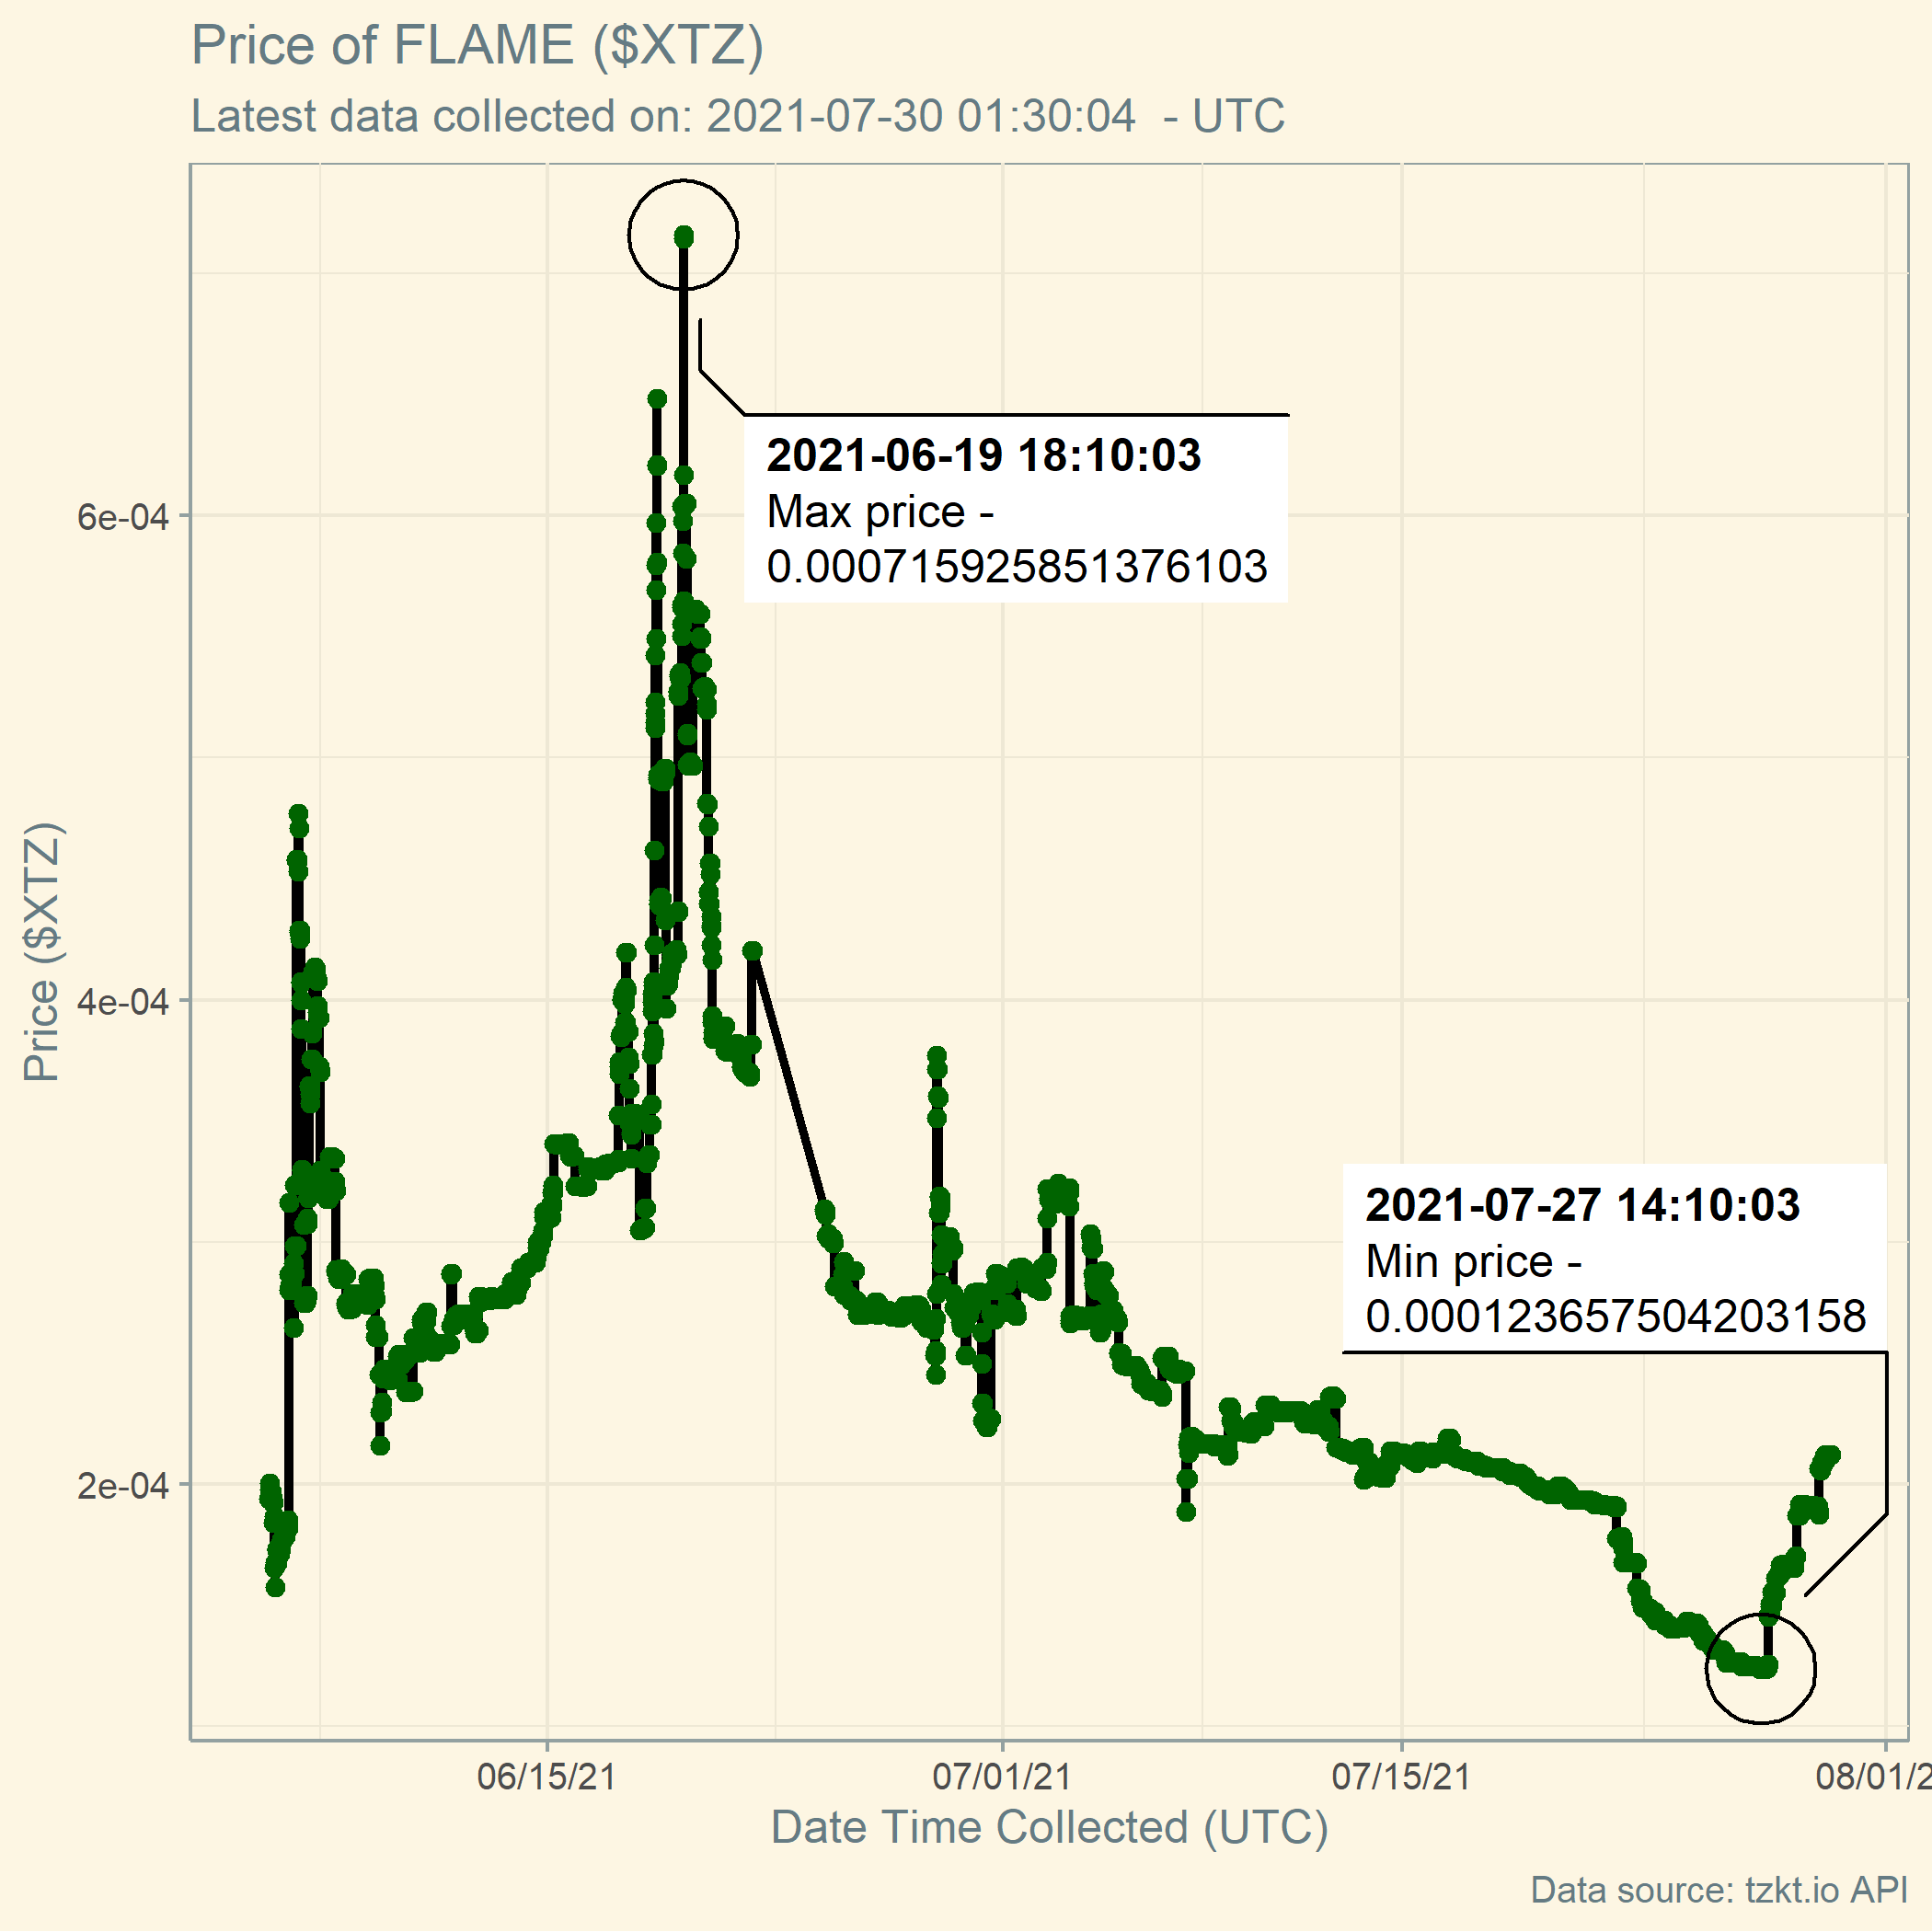 Price of FLAME ($XTZ)
Latest data collected on: 2021-07-30 01:30:04  - UTC
2021-06-19 18:10:03
Max price -
0.000715925851376103
6e-04
4e-04
2e-04
Price ($XTZ)
2021-07-27 14:10:03
Min price -
0.000123657504203158
06/15/21
07/01/21
07/15/21
08/01/2
Date Time Collected (UTC)
Data source: tzkt.io API